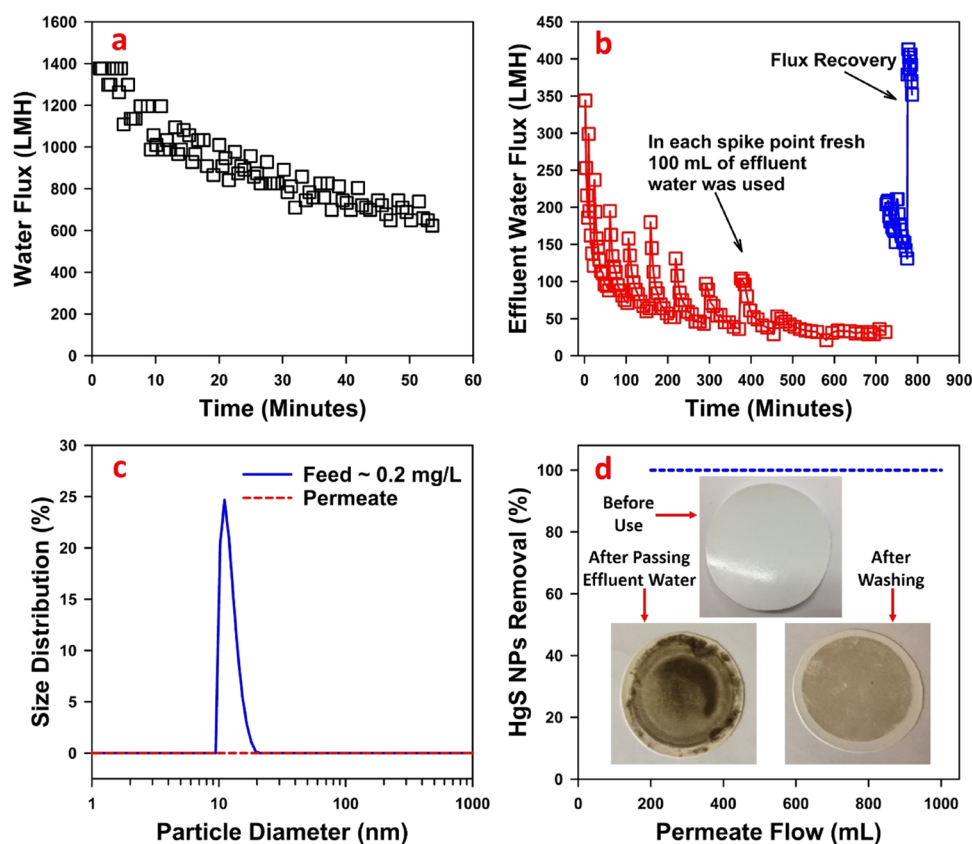 a
1600
1400
1200
1000
800
600
400
200
0
Water Flux (LMH)
0 10 20 30 40 50 60
Time (Minutes)
b
450
400
350
300
250
200
150
100
50
0
Effluent Water Flux (LMH)
Flux Recovery
In each spike point fresh
100 mL of effluent
water was used
0 100 200 300 400 500 600 700 800 900
Time (Minutes)
c
30
25
20
15
10
5
0
Size Distribution (%)
Feed ~ 0.2 mg/L
Permeate
1 10 100 1000
Particle Diameter (nm)
d
120
100
80
60
40
20
0
HgS NPs Removal (%)
Before
Use
After Passing
Effluent Water
After
Washing
0 200 400 600 800 1000
Permeate Flow (mL)